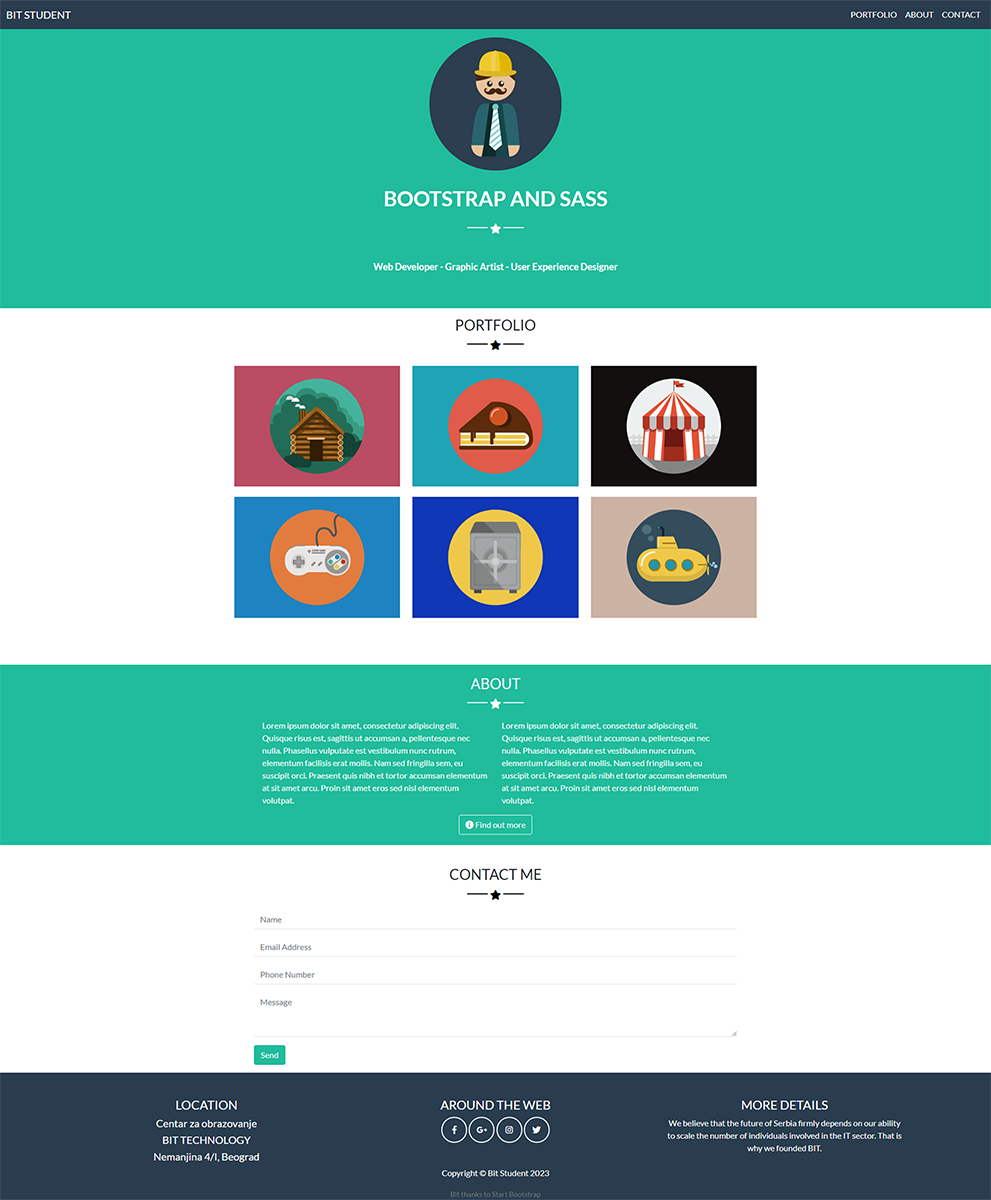 BIT STUDENT
PORTFOLIO ABOUT CONTACT
BOOTSTRAP AND SASS
Web Developer - Graphic Artist - User Experience Designer
PORTFOLIO
ABOUT
Lorem ipsum dolor sit amet, consectetur adipiscing elit.
Quisque risus est, sagittis ut accumsan a, pellentesque nec
nulla. Phasellus vulputate est vestibulum nunc rutrum,
elementum facilisis erat mollis. Nam sed fringilla sem, eu
suscipit orci. Praesent quis nibh et tortor accumsan elementum
at sit amet arcu. Proin sit amet eros sed nisl elementum
volutpat.
Lorem ipsum dolor sit amet, consectetur adipiscing elit.
Quisque risus est, sagittis ut accumsan a, pellentesque nec
nulla. Phasellus vulputate est vestibulum nunc rutrum,
elementum facilisis erat mollis. Nam sed fringilla sem, eu
suscipit orci. Praesent quis nibh et tortor accumsan elementum
at sit amet arcu. Proin sit amet eros sed nisl elementum
volutpat.
Find out more
CONTACT ME
Name
Email Address
Phone Number
Message
Send
LOCATION
Centar za obrazovanje
BIT TECHNOLOGY
Nemanjina 4/I, Beograd
AROUND THE WEB
MORE DETAILS
We believe that the future of Serbia firmly depends on our ability
to scale the number of individuals involved in the IT sector. That is
why we founded BIT.
Copyright © Bit Student 2023
Bit thanks to Start Bootstrap